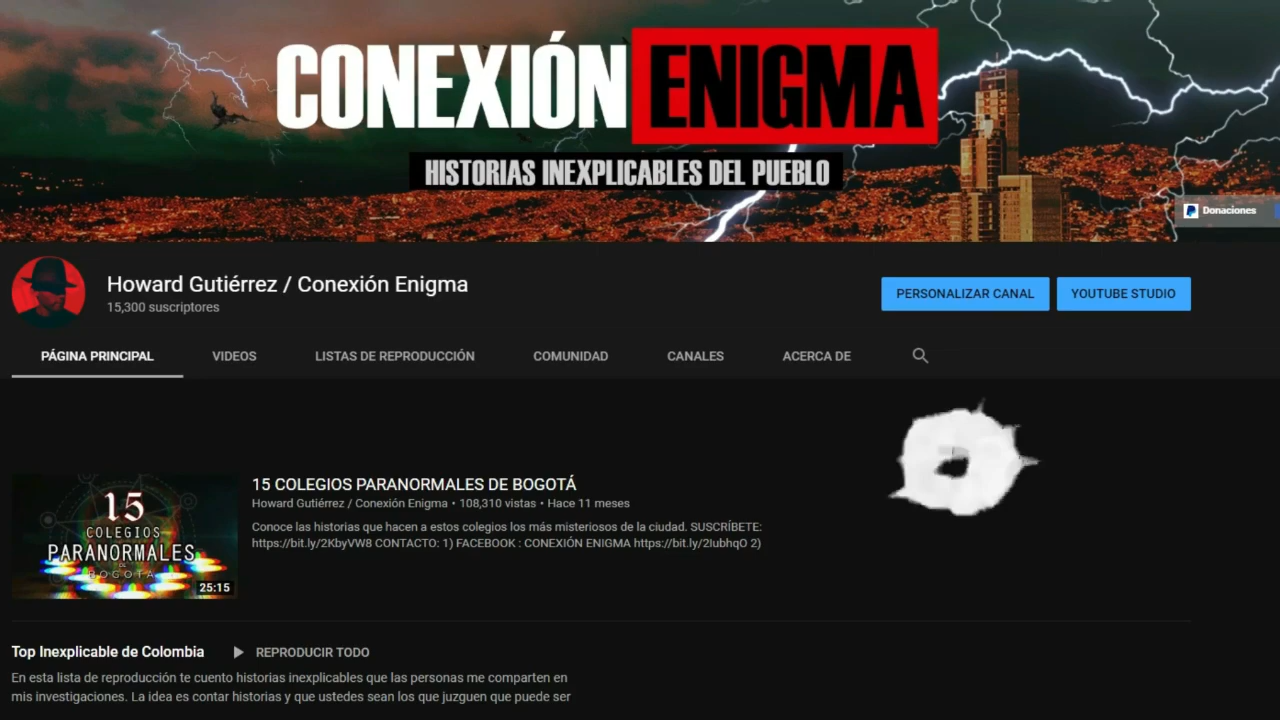 CONEXIÓN ENIGMA
HISTORIAS INEXPLICABLES DEL PUEBLO
Donaciones
Howard Gutiérrez / Conexión Enigma
15,300 suscriptores
PERSONALIZAR CANAL
YOUTUBE STUDIO
PÁGINA PRINCIPAL
VIDEOS
LISTAS DE REPRODUCCIÓN
COMUNIDAD
CANALES
ACERCA DE
15
COLEGIOS
PARANORMALES
DE
BOGOTA
25:15
15 COLEGIOS PARANORMALES DE BOGOTÁ
Howard Gutiérrez / Conexión Enigma • 108,310 vistas • Hace 11 meses
Conoce las historias que hacen a estos colegios los más misteriosos de la ciudad. SUSCRÍBETE:
https://bit.ly/2KbyVW8 CONTACTO: 1) FACEBOOK : CONEXIÓN ENIGMA https://bit.ly/2IubhqO 2)
Top Inexplicable de Colombia
REPRODUCIR TODO
En esta lista de reproducción te cuento historias inexplicables que las personas me comparten en
mis investigaciones. La idea es contar historias y que ustedes sean los que juzguen que puede ser